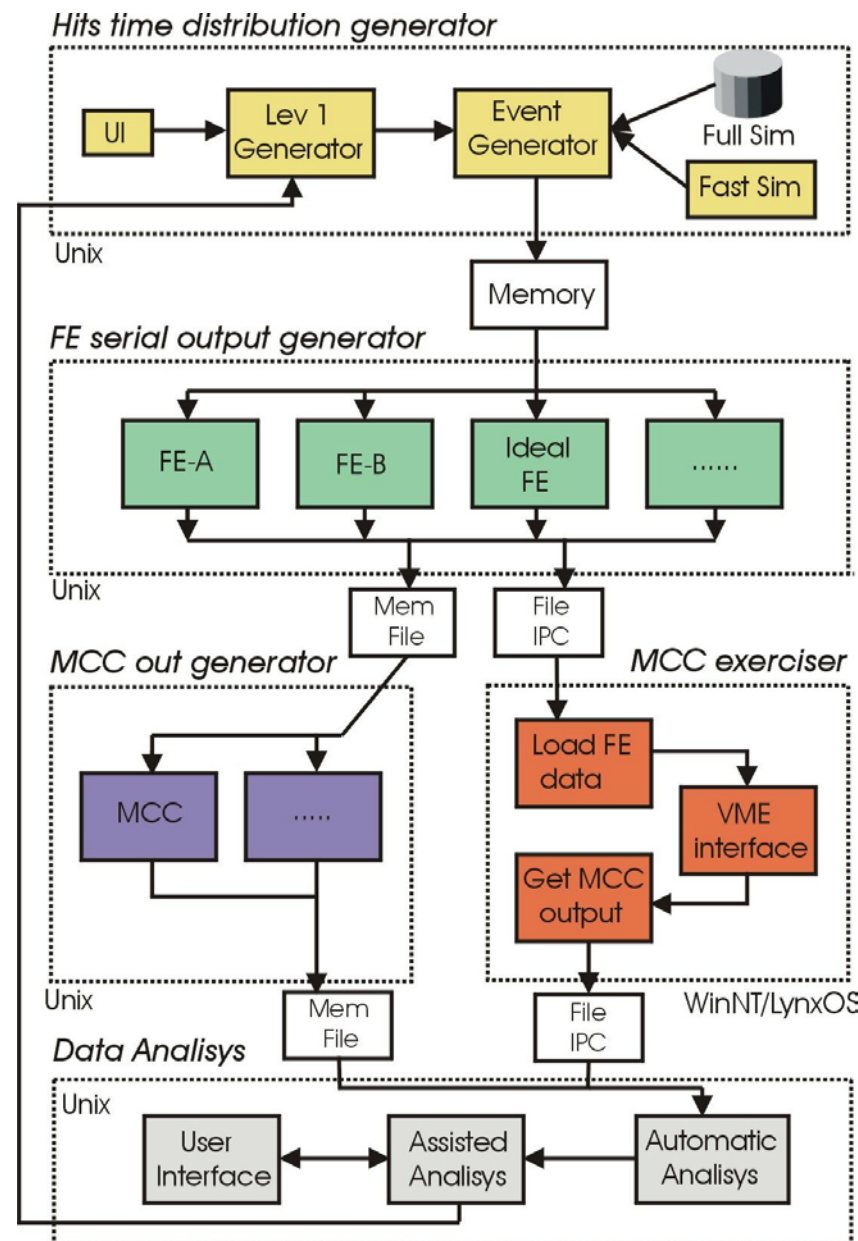 Hits time distribution generator
UI
Lev 1
Generator
Event
Generator
Full Sim
Fast Sim
Unix
Memory
FE serial output generator
FE-A
FE-B
Ideal
FE
......
Unix
Mem
File
File
IPC
MCC out generator
MCC exerciser
MCC
.....
Load FE
data
VME
interface
Get MCC
output
Unix
WinNT/LynxOS
Mem
File
File
IPC
Data Analisys
Unix
User
Interface
Assisted
Analisys
Automatic
Analisys